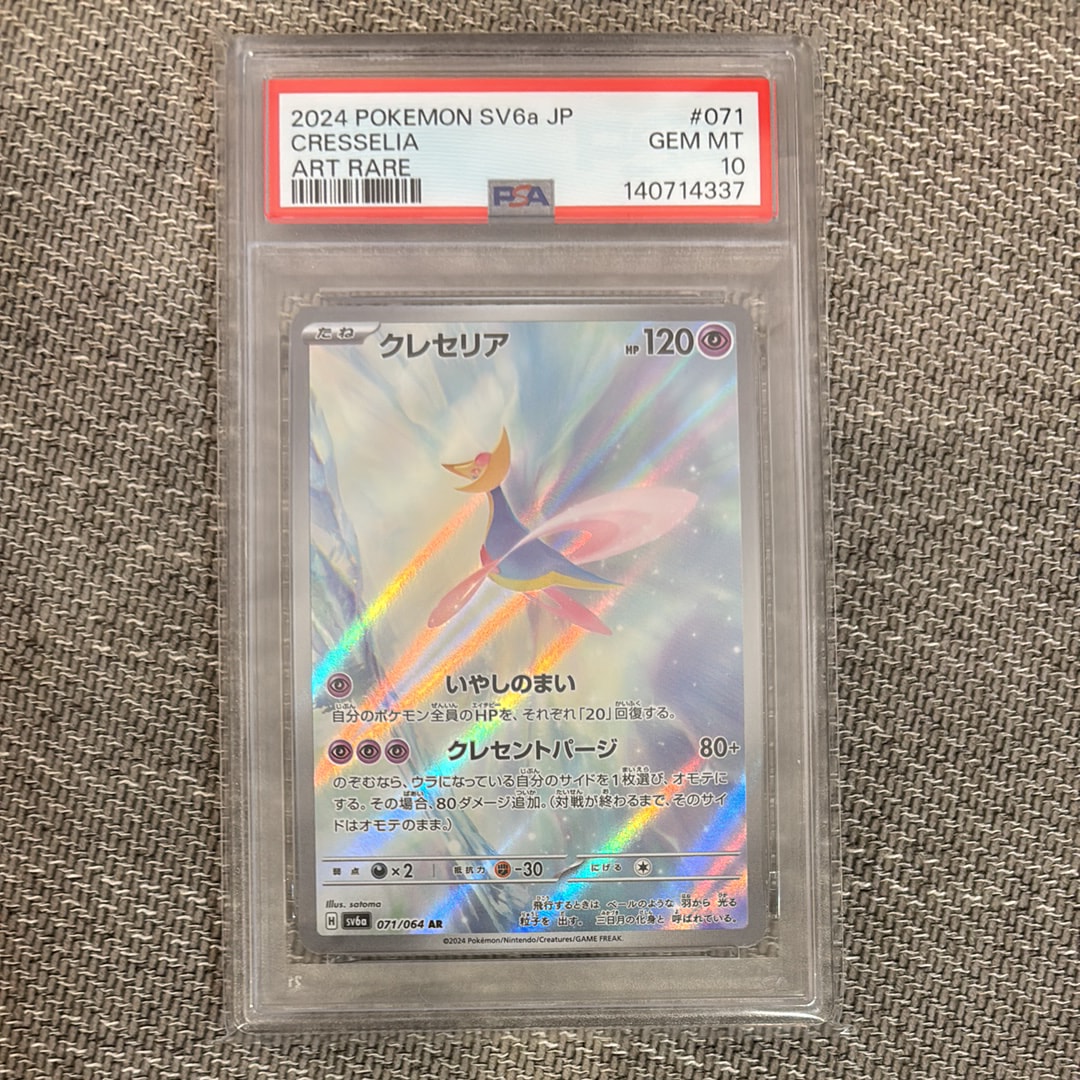 2024 POKEMON SV6a JP #071
CRESSELIA GEM MT
ART RARE 10
PSA 140714337
たね クレセリア HP 120
いやしのまい
自分のポケモン全員のHPを、それぞれ「20」回復する。
クレセントパージ 80+
のぞむなら、ウラになっている自分のサイドを1枚選び、オモテに
する。その場合、80ダメージ追加。(対戦が終わるまで、そのサイ
ドはオモテのまま。)
弱点 ×2 抵抗力 -30 にげる
Illus. satoma
飛行するときは ベールのような 羽から 光る
粒子を 出す。 三日月の化身と 呼ばれている。
H sv6a 071/064 AR
©2024 Pokémon/Nintendo/Creatures/GAME FREAK.